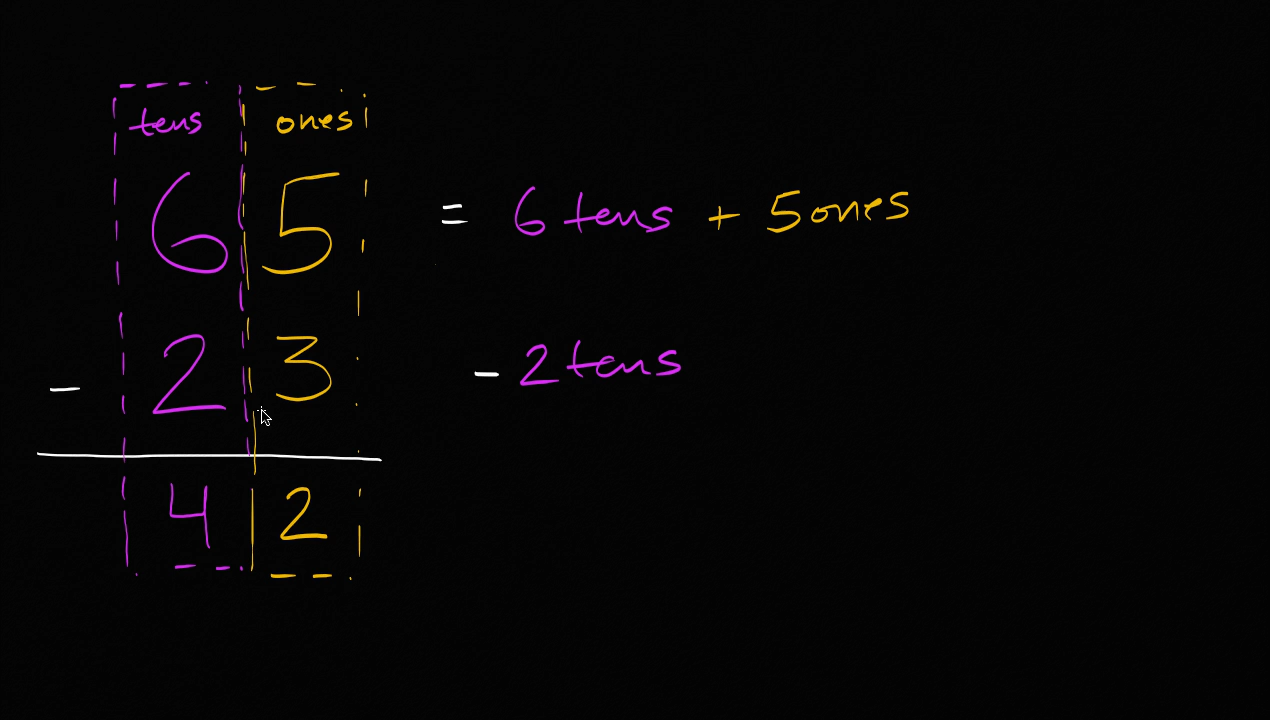 tens ones
65 = 6 tens + 5 ones
- 23 - 2 tens
42